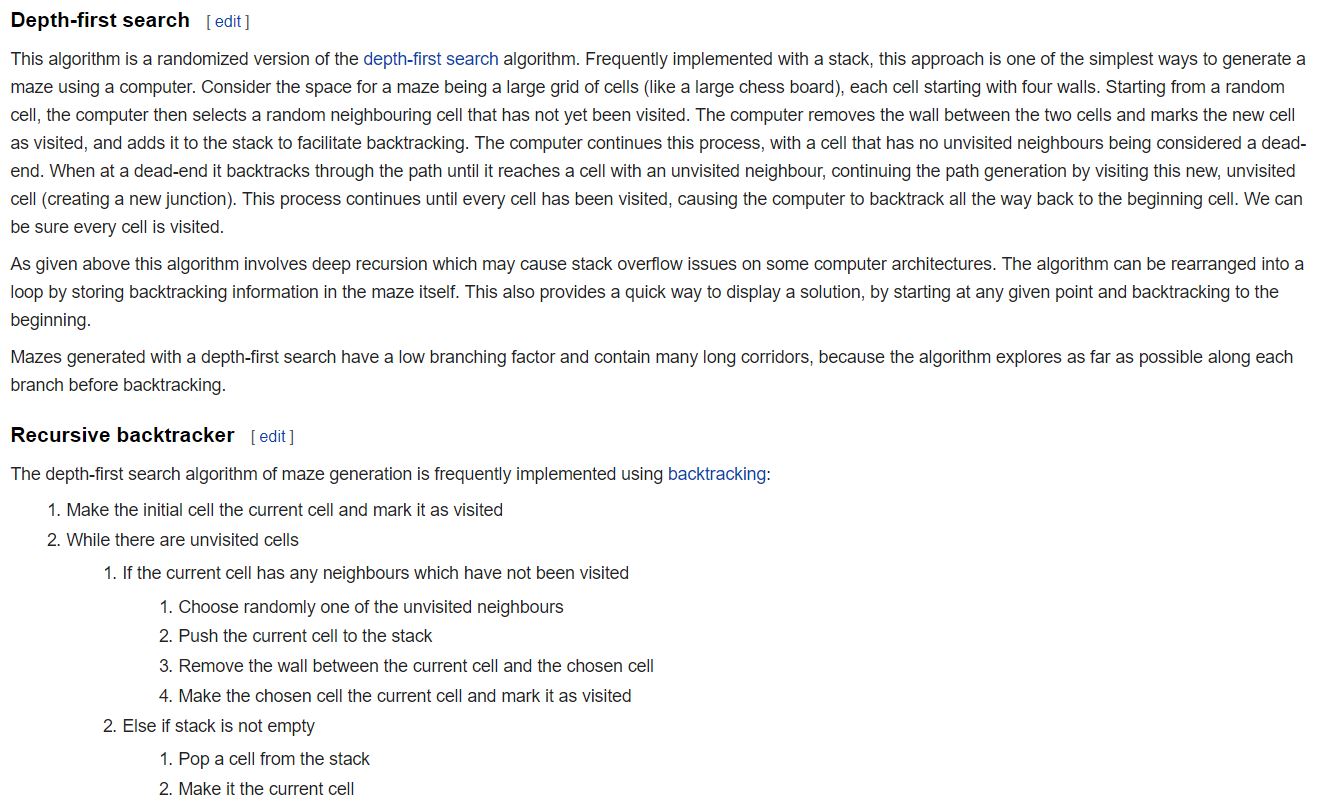 Depth-first search [ edit ]
This algorithm is a randomized version of the depth-first search algorithm. Frequently implemented with a stack, this approach is one of the simplest ways to generate a
maze using a computer. Consider the space for a maze being a large grid of cells (like a large chess board), each cell starting with four walls. Starting from a random
cell, the computer then selects a random neighbouring cell that has not yet been visited. The computer removes the wall between the two cells and marks the new cell
as visited, and adds it to the stack to facilitate backtracking. The computer continues this process, with a cell that has no unvisited neighbours being considered a dead-
end. When at a dead-end it backtracks through the path until it reaches a cell with an unvisited neighbour, continuing the path generation by visiting this new, unvisited
cell (creating a new junction). This process continues until every cell has been visited, causing the computer to backtrack all the way back to the beginning cell. We can
be sure every cell is visited.
As given above this algorithm involves deep recursion which may cause stack overflow issues on some computer architectures. The algorithm can be rearranged into a
loop by storing backtracking information in the maze itself. This also provides a quick way to display a solution, by starting at any given point and backtracking to the
beginning.
Mazes generated with a depth-first search have a low branching factor and contain many long corridors, because the algorithm explores as far as possible along each
branch before backtracking.
Recursive backtracker [ edit ]
The depth-first search algorithm of maze generation is frequently implemented using backtracking:
1. Make the initial cell the current cell and mark it as visited
2. While there are unvisited cells
1. If the current cell has any neighbours which have not been visited
1. Choose randomly one of the unvisited neighbours
2. Push the current cell to the stack
3. Remove the wall between the current cell and the chosen cell
4. Make the chosen cell the current cell and mark it as visited
2. Else if stack is not empty
1. Pop a cell from the stack
2. Make it the current cell